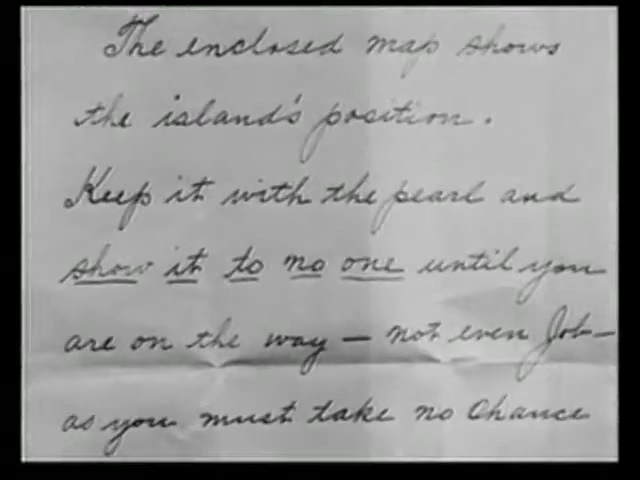 The enclosed map shows
the island's position.
Keep it with the pearl and
show it to no one until you
are on the way — not even Job —
as you must take no chance